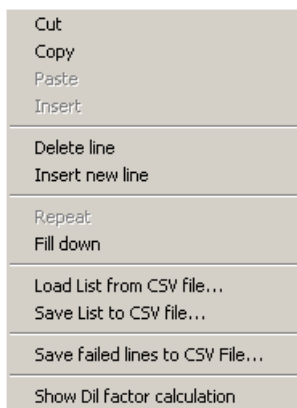 Cut
Copy
Paste
Insert
Delete line
Insert new line
Repeat
Fill down
Load List from CSV file...
Save List to CSV file...
Save failed lines to CSV File...
Show Dil factor calculation